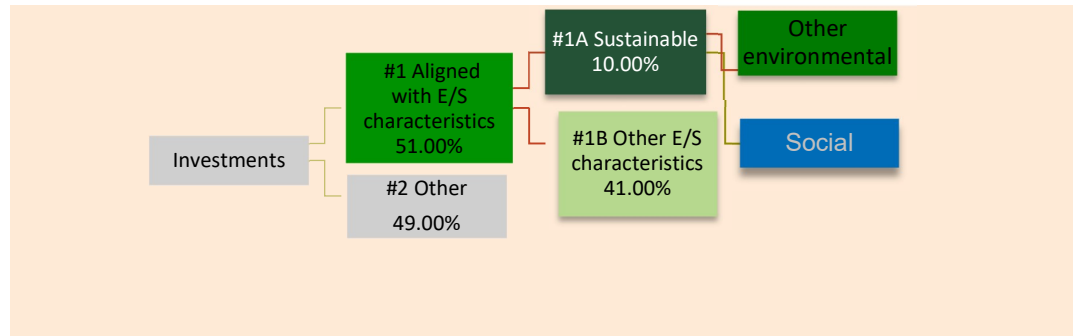 Investments
#1 Aligned
with E/S
characteristics
51.00%
#2 Other
49.00%
#1A Sustainable
10.00%
#1B Other E/S
characteristics
41.00%
Other
environmental
Social